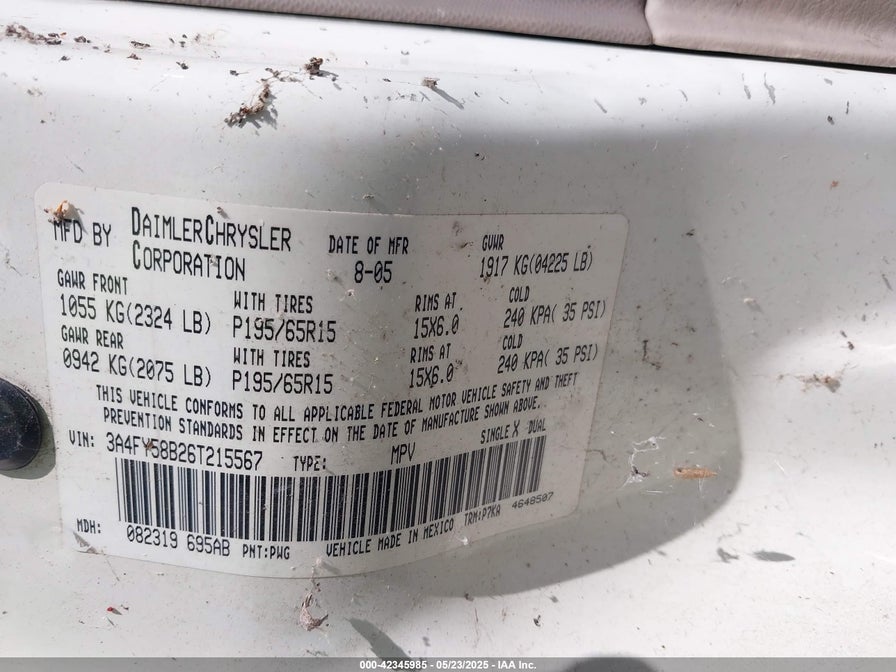 MFD BY DAIMLERCHRYSLER CORPORATION
DATE OF MFR 8-05
GVWR 1917 KG(04225 LB)
GAWR FRONT 1055 KG(2324 LB)
WITH TIRES P195/65R15
RIMS AT 15X6.0
COLD 240 KPA( 35 PSI)
GAWR REAR 0942 KG(2075 LB)
WITH TIRES P195/65R15
RIMS AT 15X6.0
COLD 240 KPA( 35 PSI)
THIS VEHICLE CONFORMS TO ALL APPLICABLE FEDERAL MOTOR VEHICLE SAFETY AND THEFT
PREVENTION STANDARDS IN EFFECT ON THE DATE OF MANUFACTURE SHOWN ABOVE.
VIN: 3A4FY58B26T215567 TYPE: MPV SINGLE X DUAL
MDH: 082319 695AB PNT:PWG VEHICLE MADE IN MEXICO TRM:P7KA 4648507
000-42345985 - 05/23/2025 - IAA Inc.